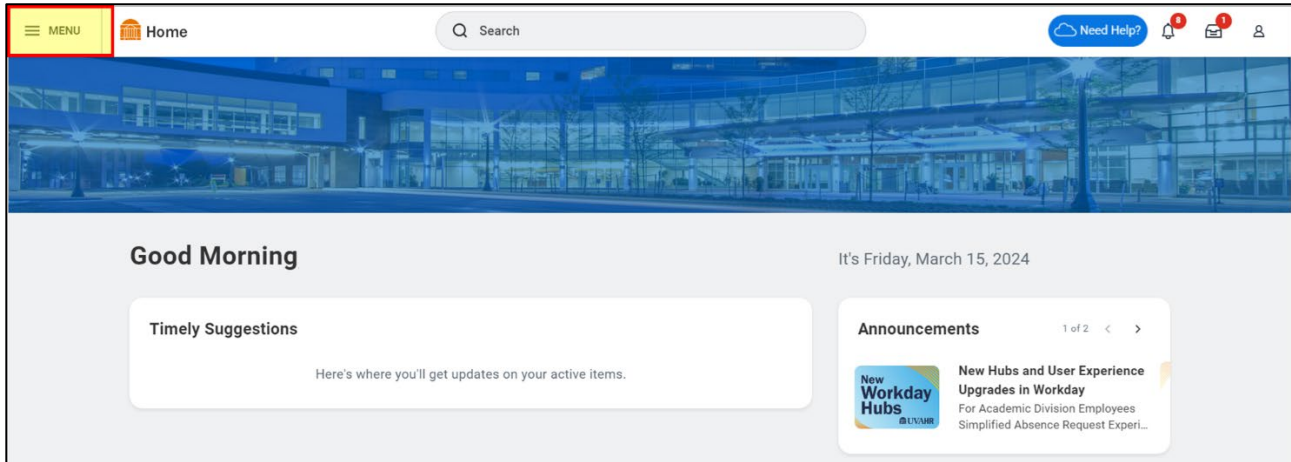 MENU
Home
Search
Need Help?
8
1
Good Morning
It's Friday, March 15, 2024
Timely Suggestions
Here's where you'll get updates on your active items.
Announcements
1 of 2
New
Workday
Hubs
UVAHR
New Hubs and User Experience
Upgrades in Workday
For Academic Division Employees
Simplified Absence Request Experi...